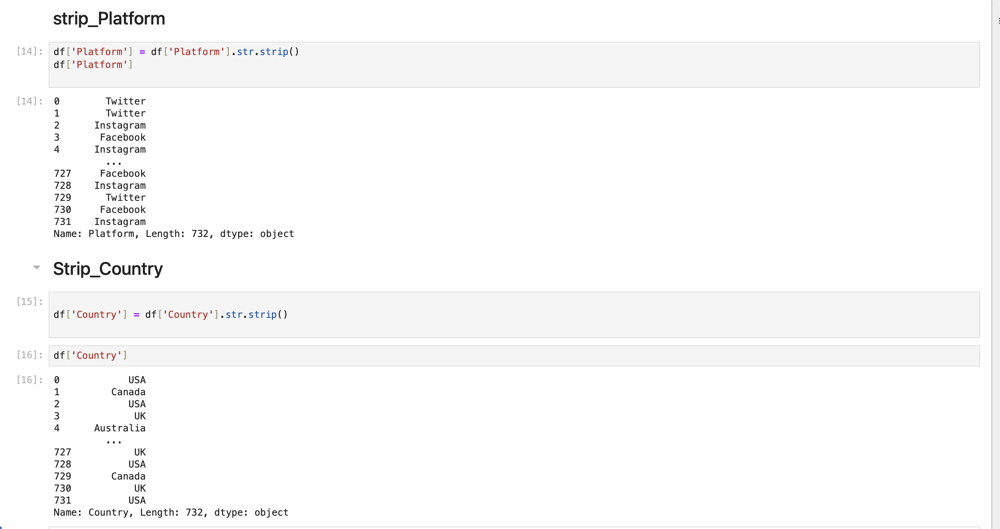 strip_Platform
[14]: df['Platform'] = df['Platform'].str.strip()
df['Platform']
[14]: 0        Twitter
1        Twitter
2      Instagram
3       Facebook
4      Instagram
...
727     Facebook
728    Instagram
729      Twitter
730     Facebook
731    Instagram
Name: Platform, Length: 732, dtype: object
Strip_Country
[15]:
df['Country'] = df['Country'].str.strip()
[16]: df['Country']
[16]: 0            USA
1         Canada
2            USA
3             UK
4      Australia
...
727           UK
728          USA
729       Canada
730           UK
731          USA
Name: Country, Length: 732, dtype: object